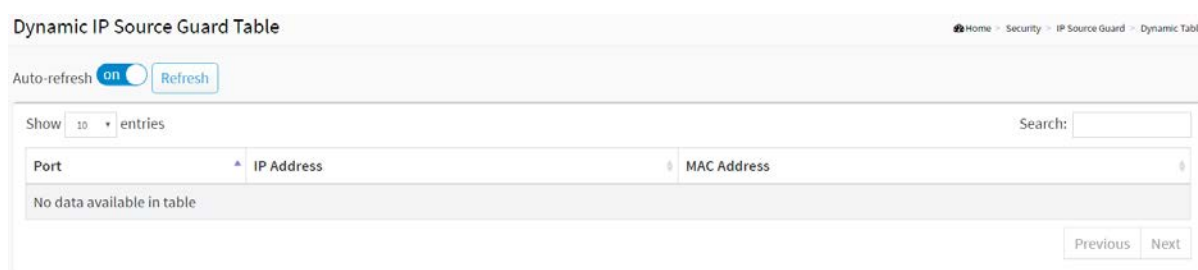 Dynamic IP Source Guard Table
Home > Security > IP Source Guard > Dynamic Tabl
Auto-refresh on Refresh
Show 10 entries Search:
Port IP Address MAC Address
No data available in table
Previous Next